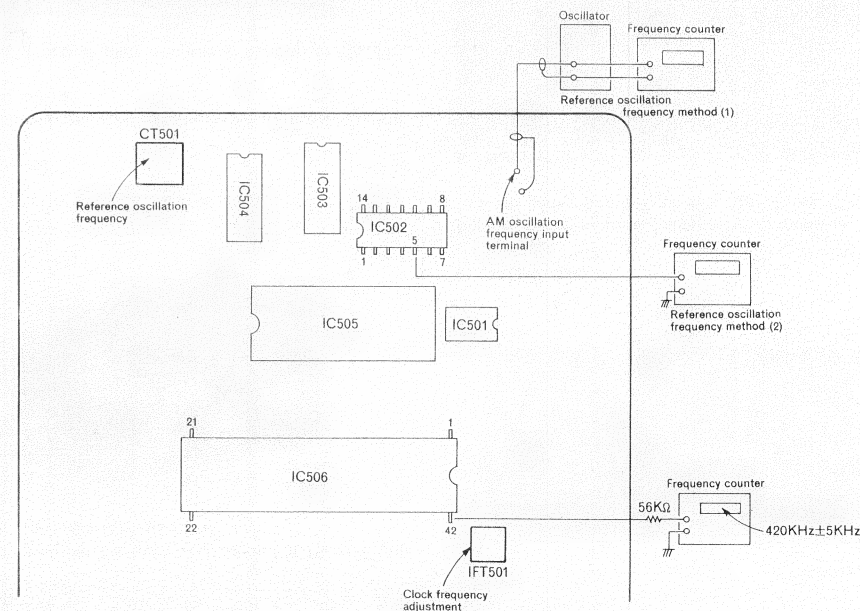 Oscillator
Frequency counter
Reference oscillation
frequency method (1)
CT501
Reference oscillation
frequency
IC504
IC503
14
8
IC502
5
1
7
AM oscillation
frequency input
terminal
Frequency counter
Reference oscillation
frequency method (2)
IC505
IC501
21
1
IC506
22
42
Frequency counter
56KΩ
420KHz±5KHz
IFT501
Clock frequency
adjustment